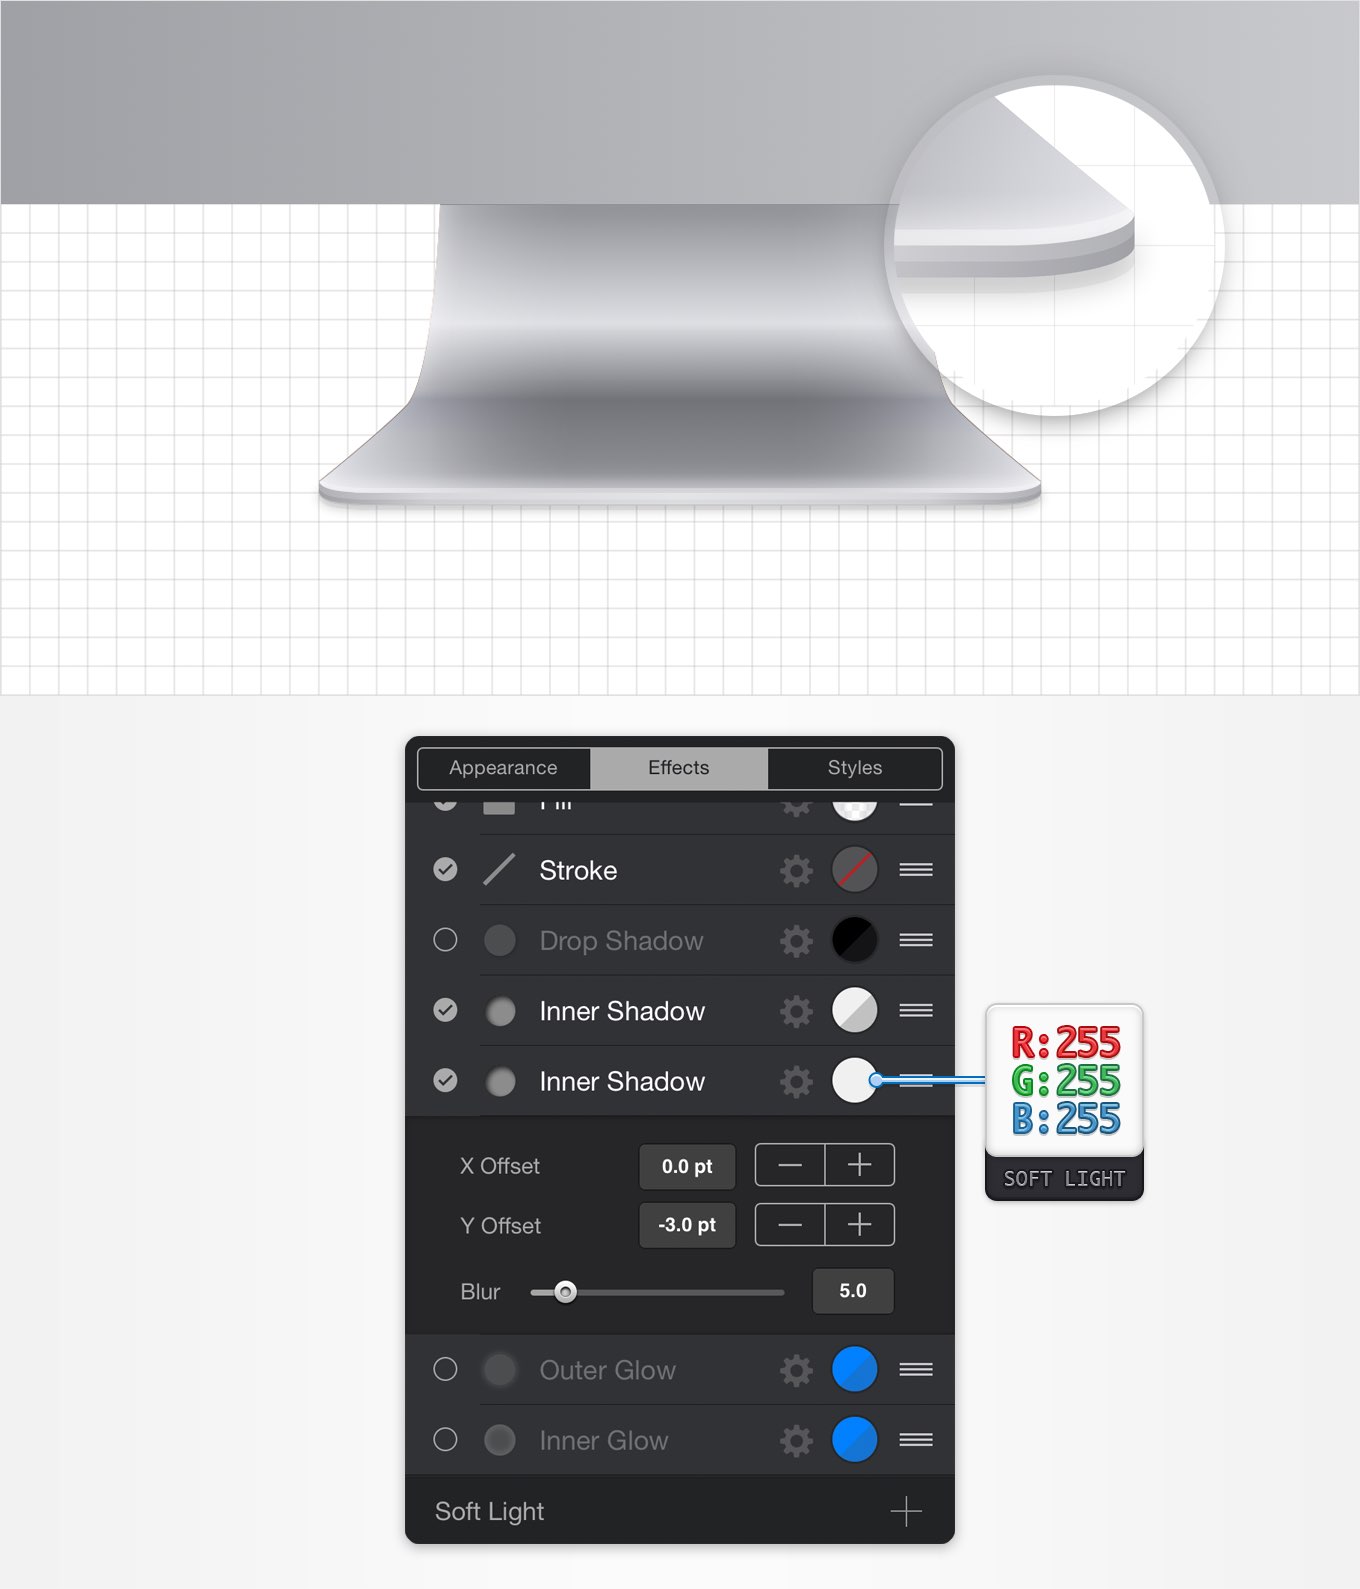 Appearance
Effects
Styles
Fill
Stroke
Drop Shadow
Inner Shadow
Inner Shadow
R:255
G:255
B:255
SOFT LIGHT
X Offset
0.0 pt
Y Offset
-3.0 pt
Blur
5.0
Outer Glow
Inner Glow
Soft Light